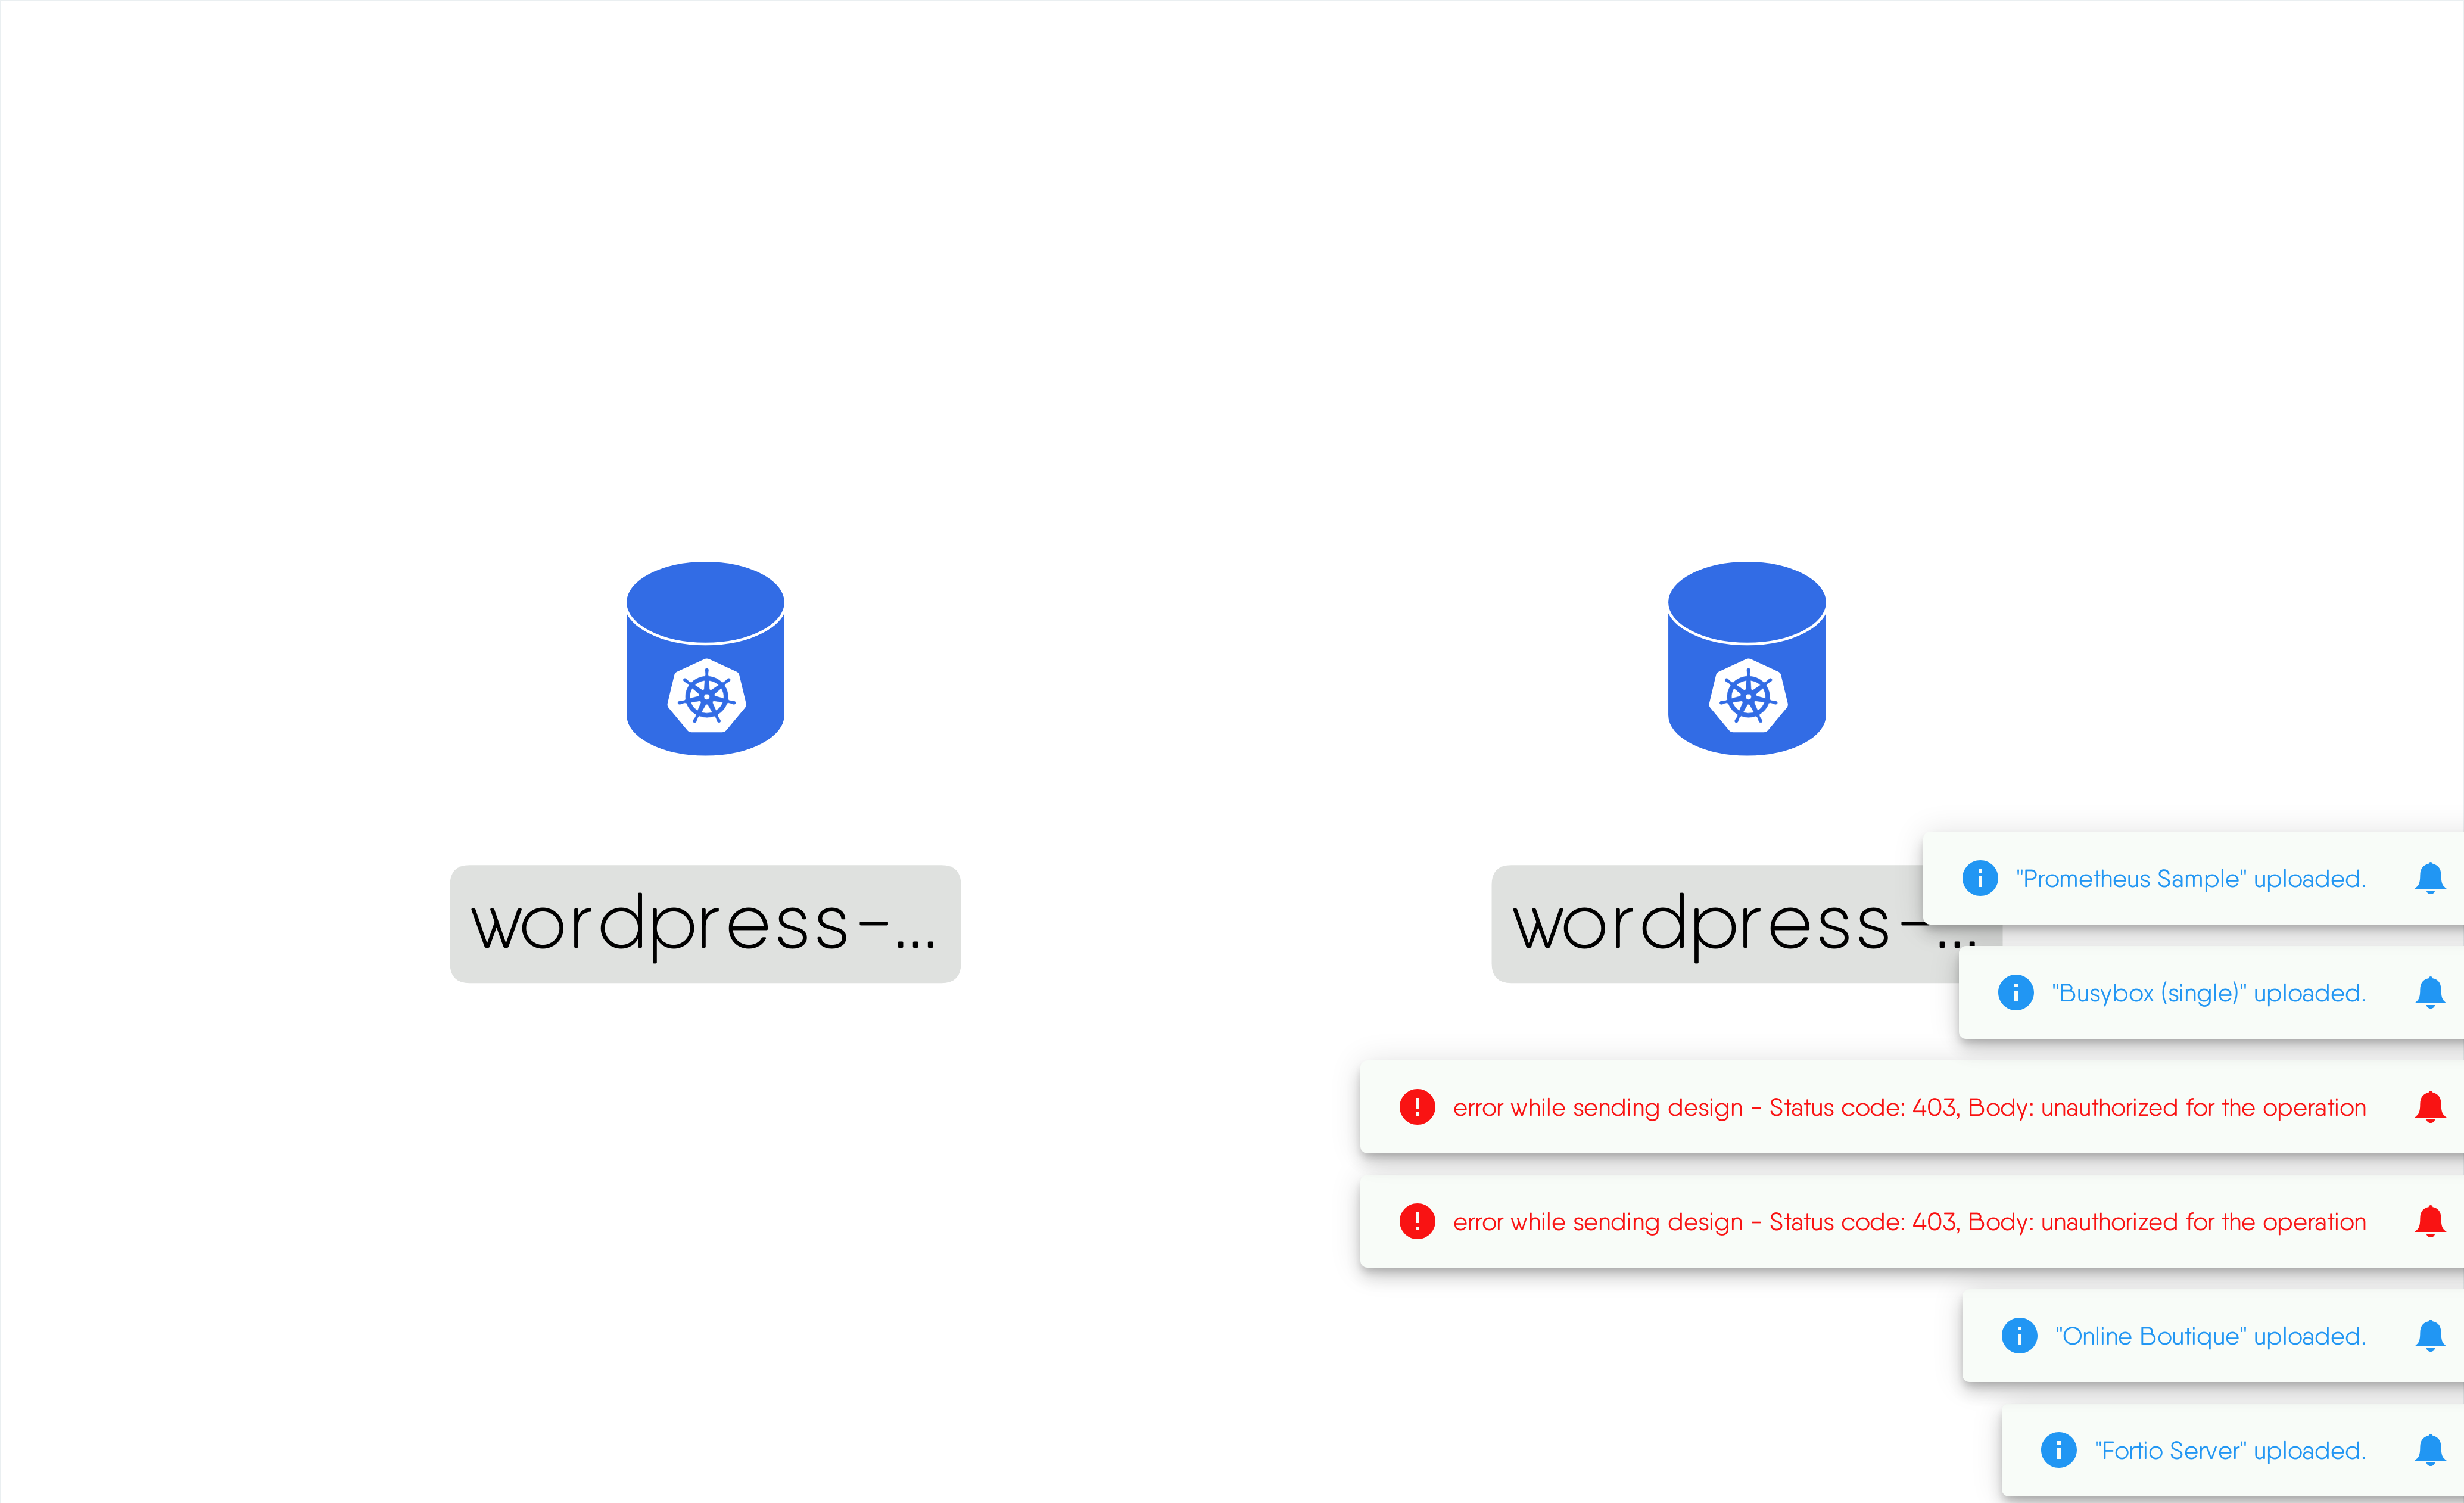 wordpress-...
wordpress-...
"Prometheus Sample" uploaded.
"Busybox (single)" uploaded.
error while sending design - Status code: 403, Body: unauthorized for the operation
error while sending design - Status code: 403, Body: unauthorized for the operation
"Online Boutique" uploaded.
"Fortio Server" uploaded.